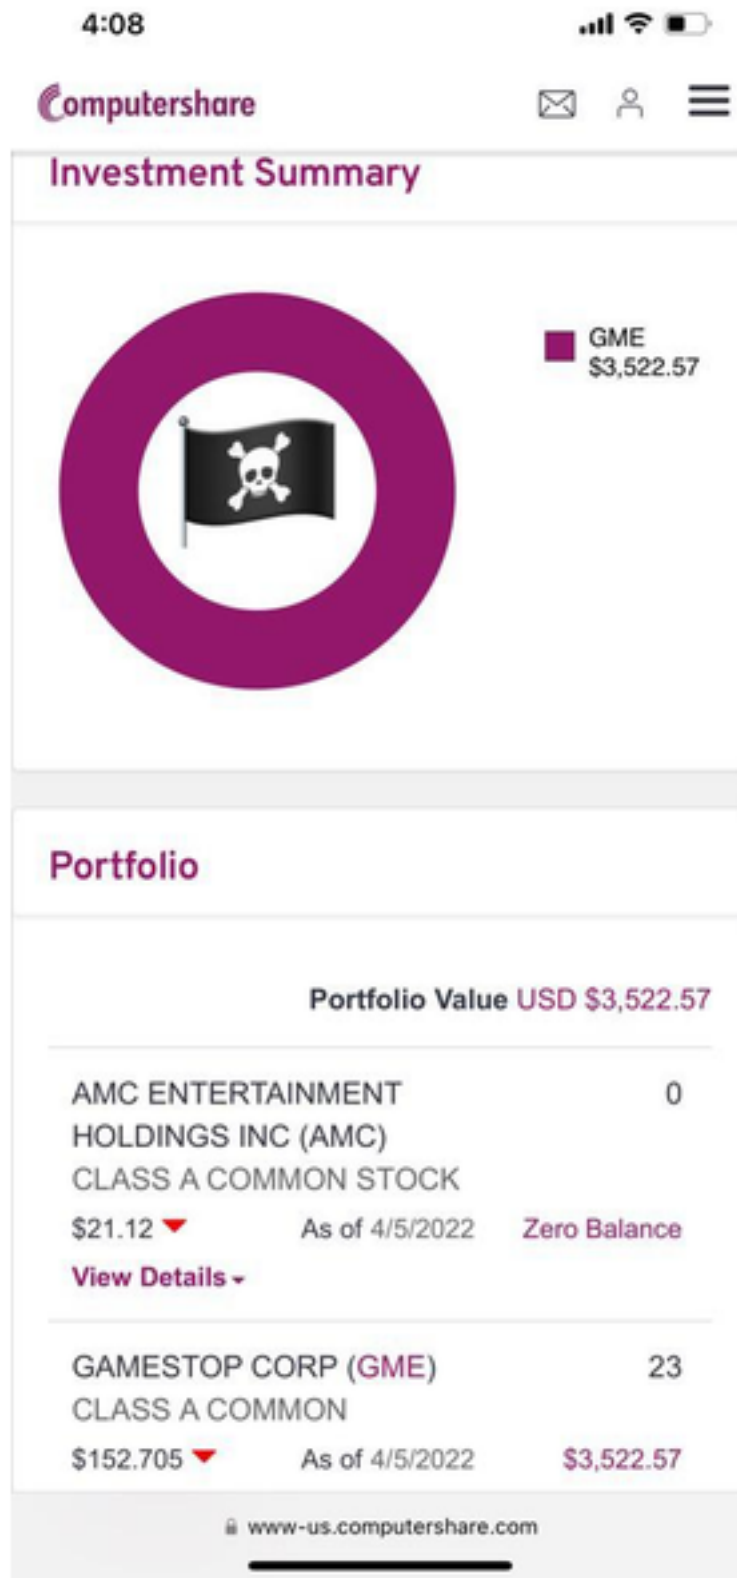 4:08
Computershare
Investment Summary
GME
$3,522.57
Portfolio
Portfolio Value USD $3,522.57
AMC ENTERTAINMENT 0
HOLDINGS INC (AMC)
CLASS A COMMON STOCK
$21.12 As of 4/5/2022 Zero Balance
View Details
GAMESTOP CORP (GME) 23
CLASS A COMMON
$152.705 As of 4/5/2022 $3,522.57
www-us.computershare.com